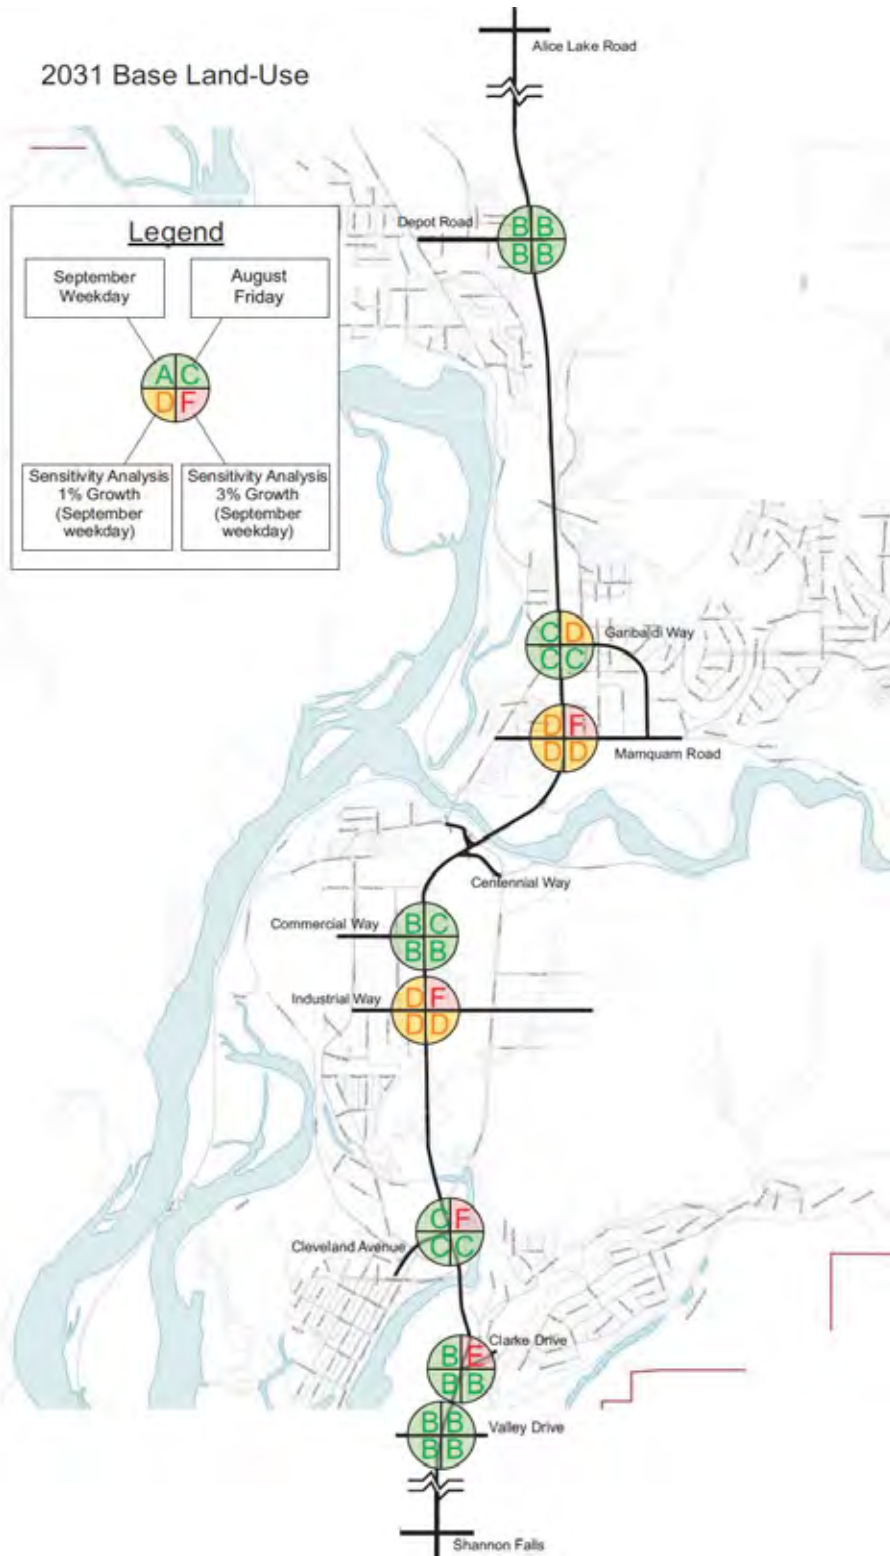 Alice Lake Road
2031 Base Land-Use
Depot Road
B B
B B
Legend
September
Weekday
August
Friday
A C
D F
Sensitivity Analysis
1% Growth
(September
weekday)
Sensitivity Analysis
3% Growth
(September
weekday)
C D
C C
Garibaldi Way
D F
D D
Mamquam Road
Centennial Way
Commercial Way
B C
B B
Industrial Way
D F
D D
C F
C C
Cleveland Avenue
Clarke Drive
B E
B B
B B
B B
Valley Drive
Shannon Falls